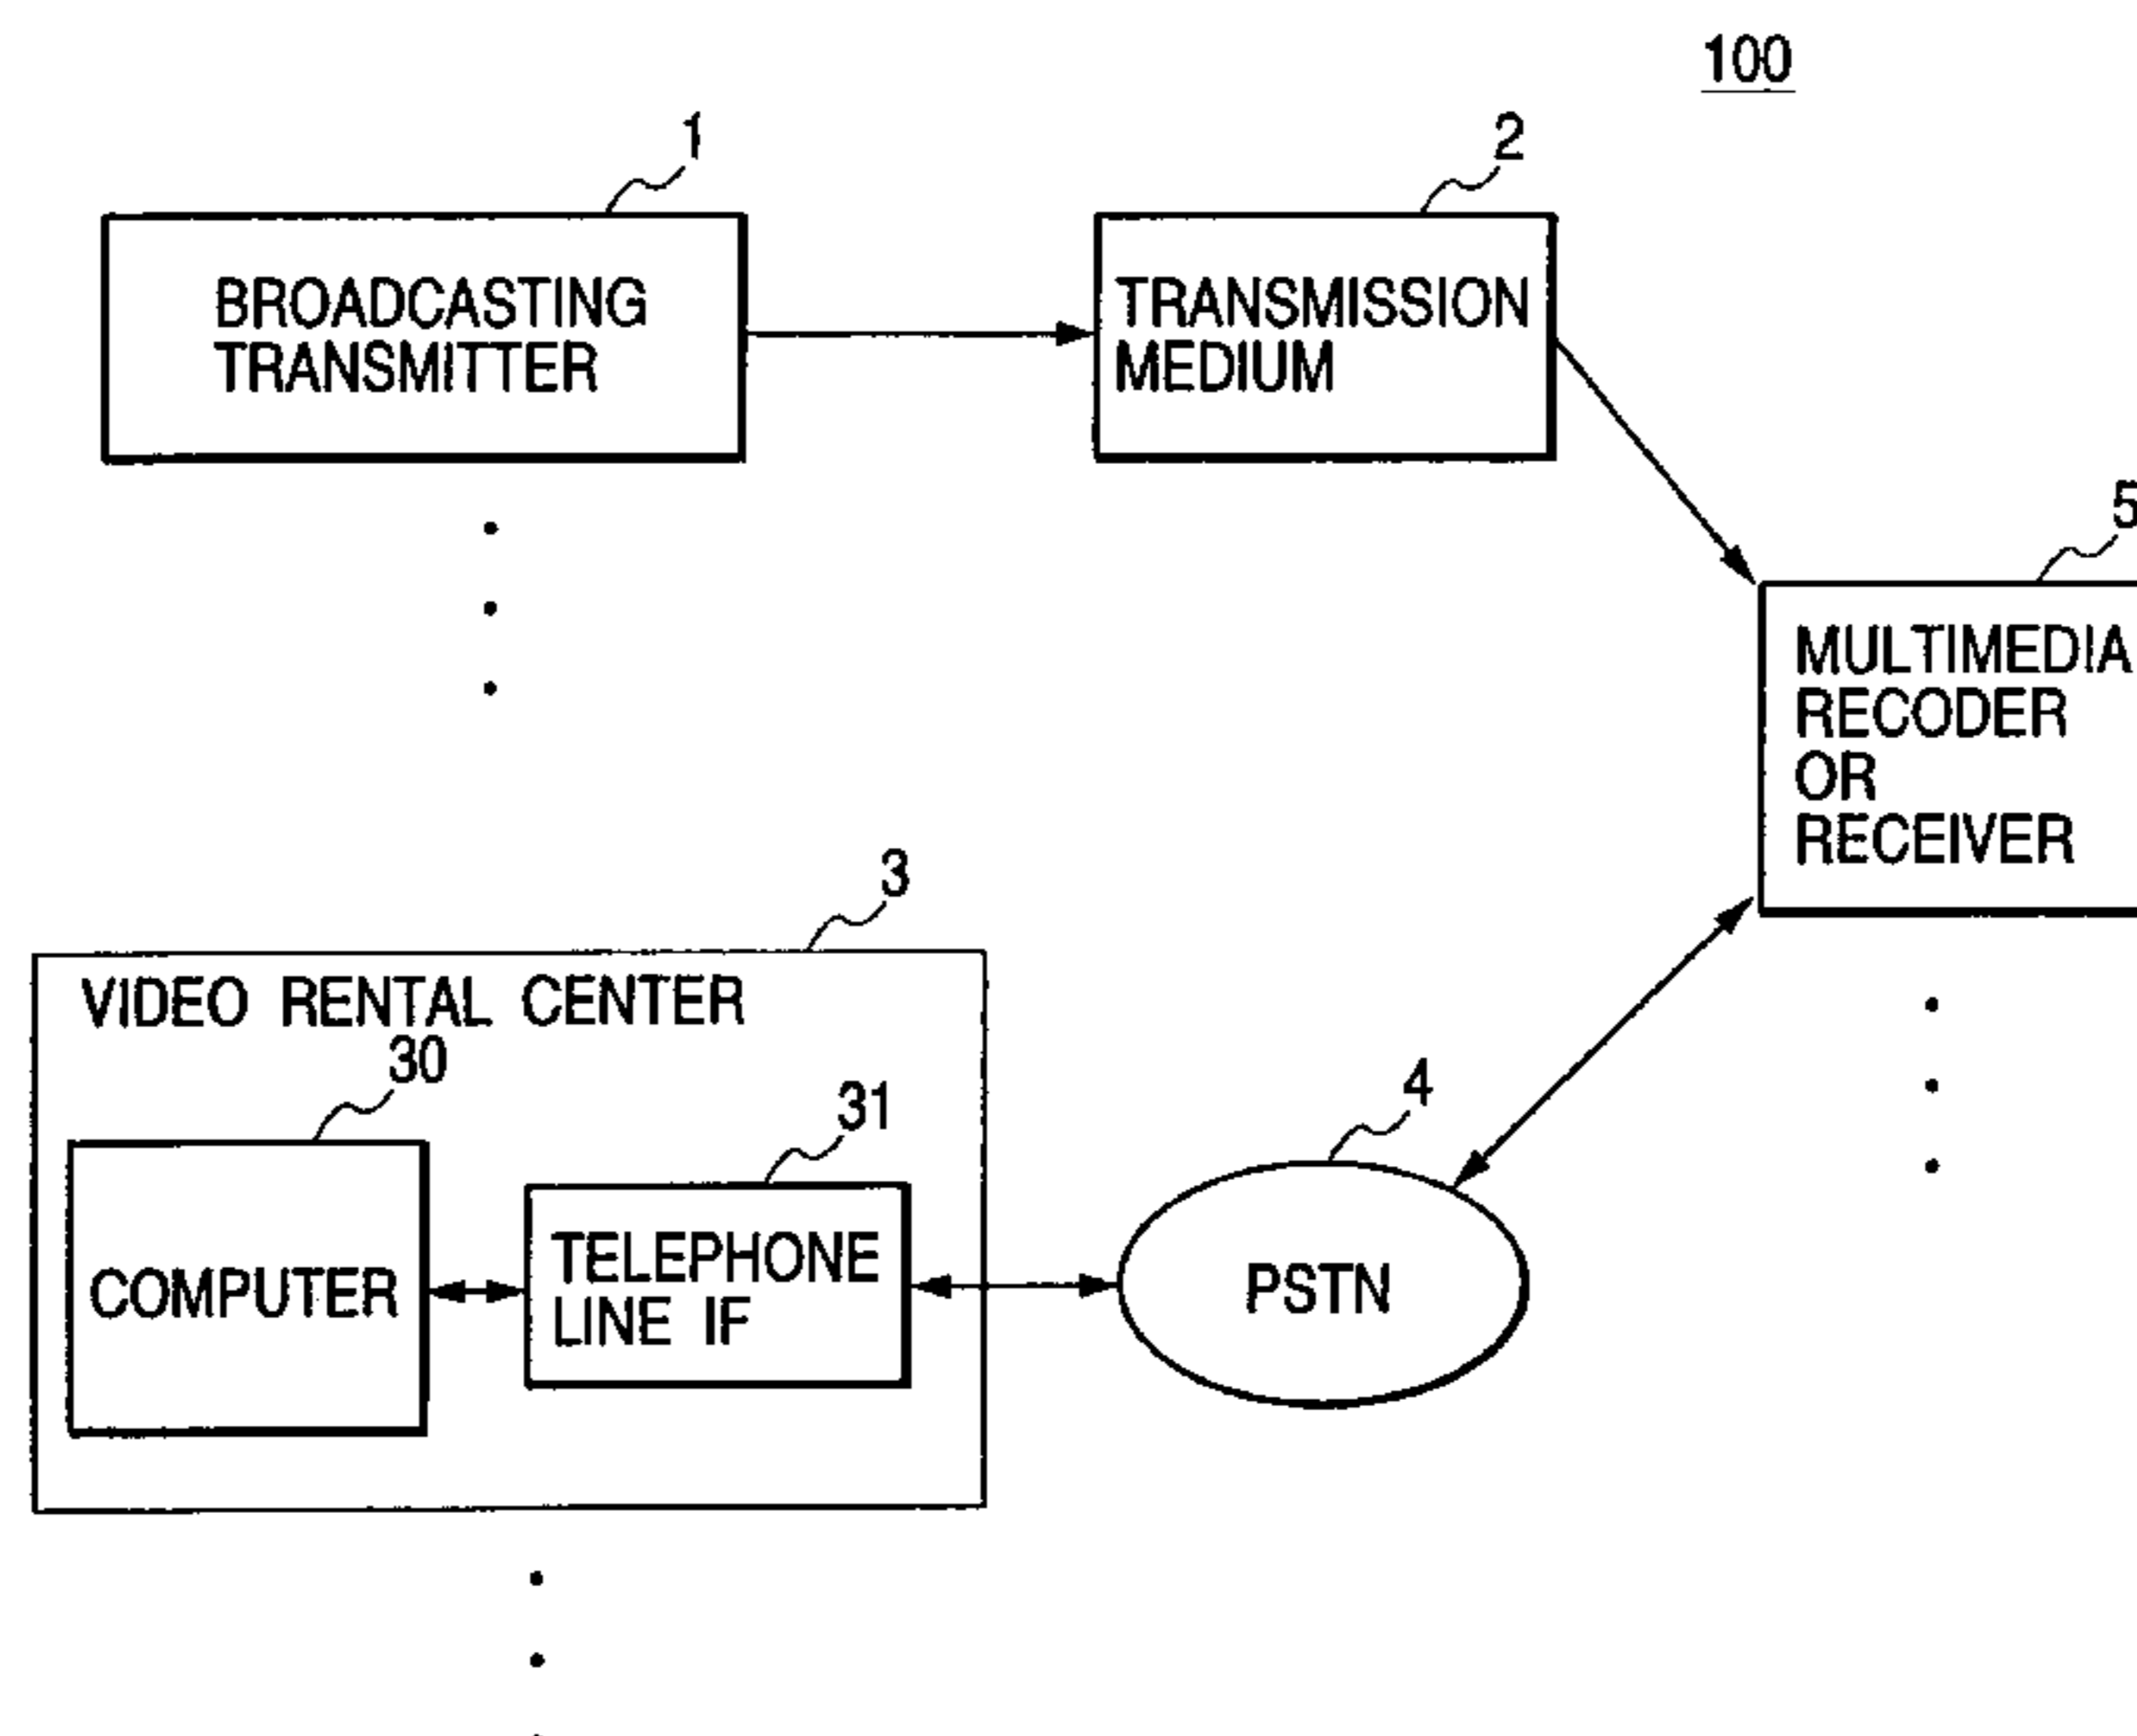 100
1
2
BROADCASTING
TRANSMITTER
TRANSMISSION
MEDIUM
5
MULTIMEDIA
RECODER
OR
RECEIVER
3
VIDEO RENTAL CENTER
30
31
4
COMPUTER
TELEPHONE
LINE IF
PSTN